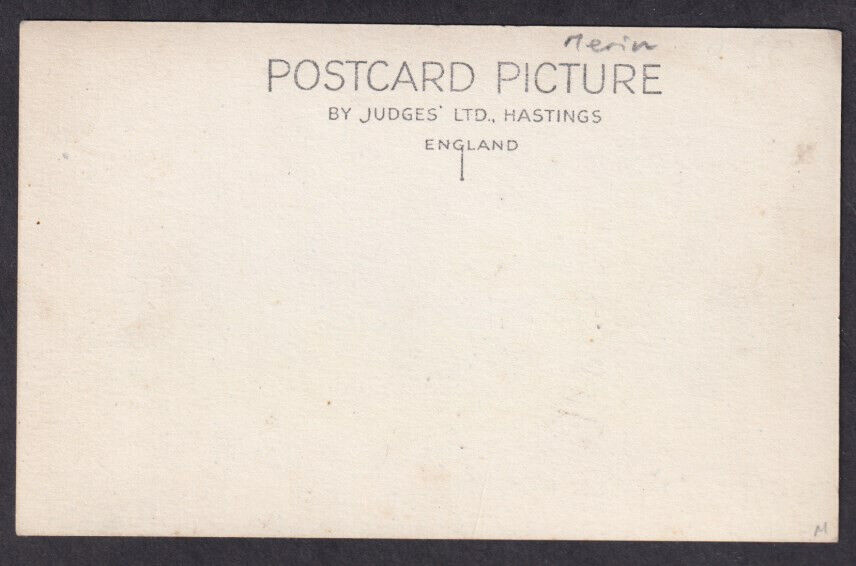 Merin
POSTCARD PICTURE
BY JUDGES' LTD., HASTINGS
ENGLAND
M